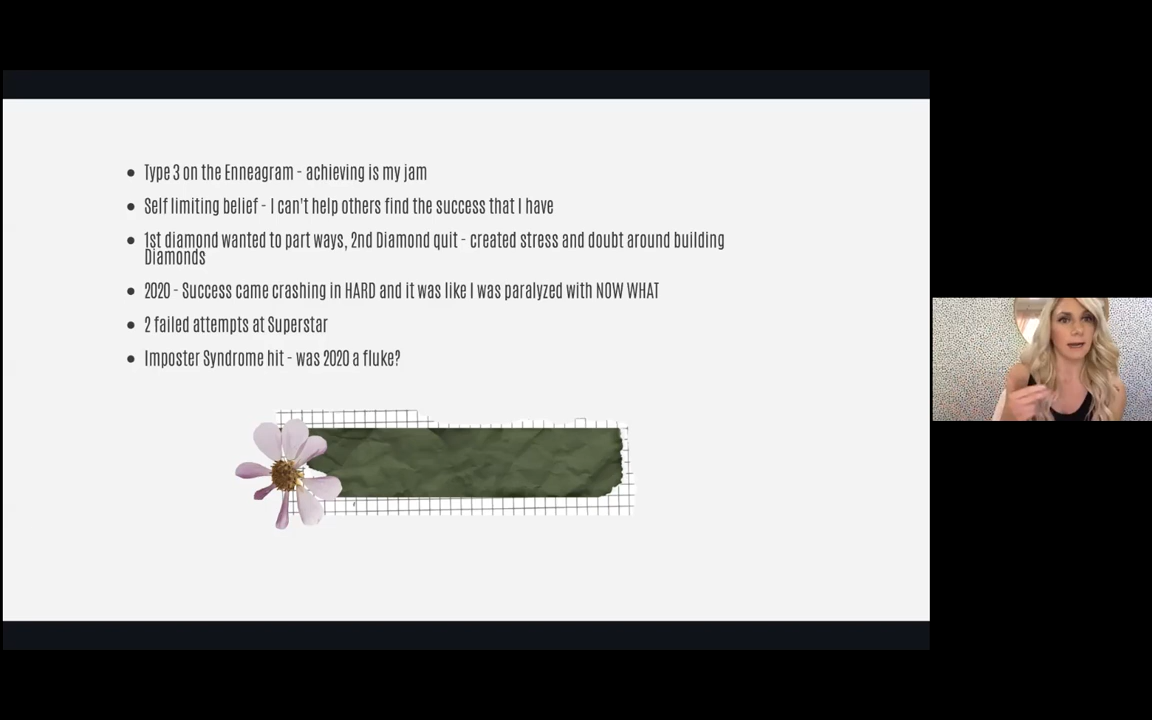 Type 3 on the Enneagram - achieving is my jam
Self limiting belief - I can't help others find the success that I have
1st diamond wanted to part ways, 2nd Diamond quit - created stress and doubt around building
Diamonds
2020 - Success came crashing in HARD and it was like I was paralyzed with NOW WHAT
2 failed attempts at Superstar
Imposter Syndrome hit - was 2020 a fluke?